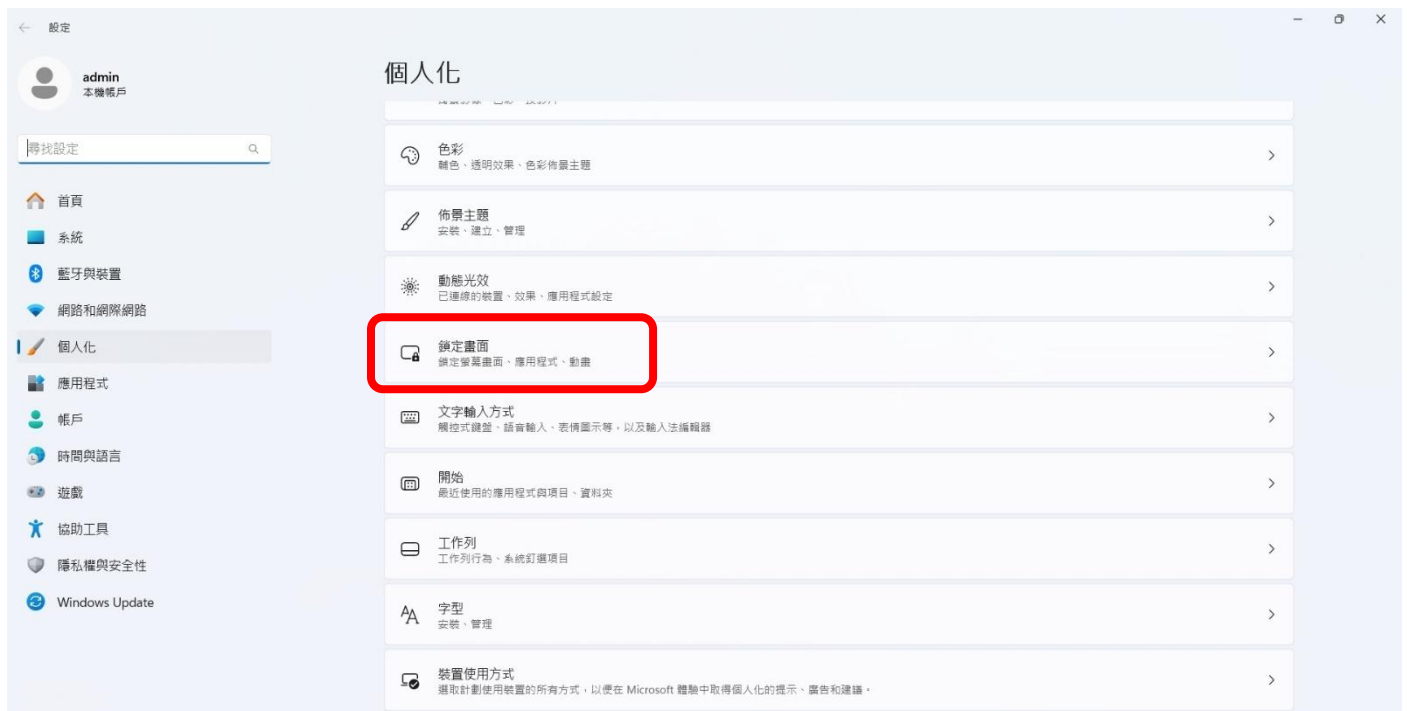 設定
admin
本機帳戶
尋找設定
首頁
系統
藍牙與裝置
網路和網際網路
個人化
應用程式
帳戶
時間與語言
遊戲
協助工具
隱私權與安全性
Windows Update
個人化
色彩
輔色、透明效果、色彩佈景主題
佈景主題
安裝、建立、管理
動態光效
已連線的裝置、效果、應用程式設定
鎖定畫面
鎖定螢幕畫面、應用程式、動畫
文字輸入方式
觸控式鍵盤、語音輸入、表情圖示等，以及輸入法編輯器
開始
最近使用的應用程式與項目、資料夾
工作列
工作列行為、系統釘選項目
字型
安裝、管理
裝置使用方式
選取計劃使用裝置的所有方式，以便在 Microsoft 體驗中取得個人化的提示、廣告和建議。